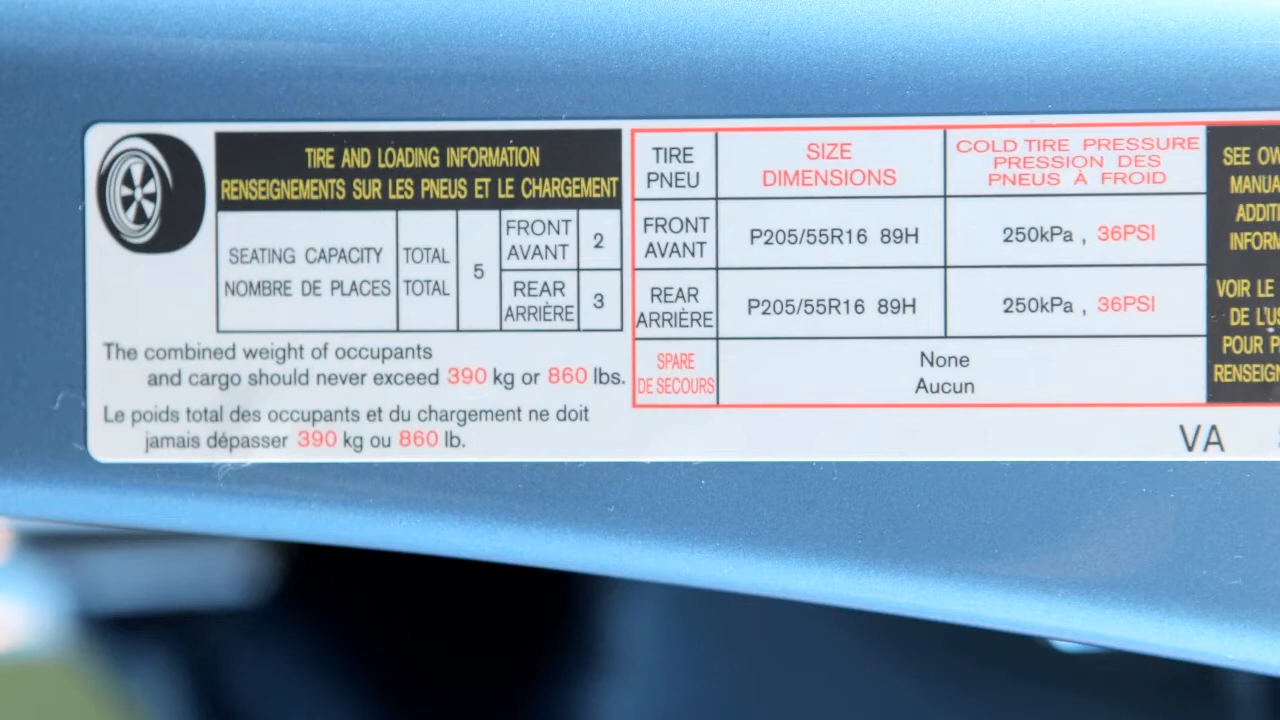 TIRE AND LOADING INFORMATION
RENSEIGNEMENTS SUR LES PNEUS ET LE CHARGEMENT
SEATING CAPACITY
NOMBRE DE PLACES
TOTAL
TOTAL
5
FRONT
AVANT
2
REAR
ARRIÈRE
3
The combined weight of occupants
and cargo should never exceed 390 kg or 860 lbs.
Le poids total des occupants et du chargement ne doit
jamais dépasser 390 kg ou 860 lb.
TIRE
PNEU
SIZE
DIMENSIONS
COLD TIRE PRESSURE
PRESSION DES
PNEUS À FROID
FRONT
AVANT
P205/55R16 89H
250kPa , 36PSI
REAR
ARRIÈRE
P205/55R16 89H
250kPa , 36PSI
SPARE
DE SECOURS
None
Aucun
SEE
VOIR LE
POUR
VA